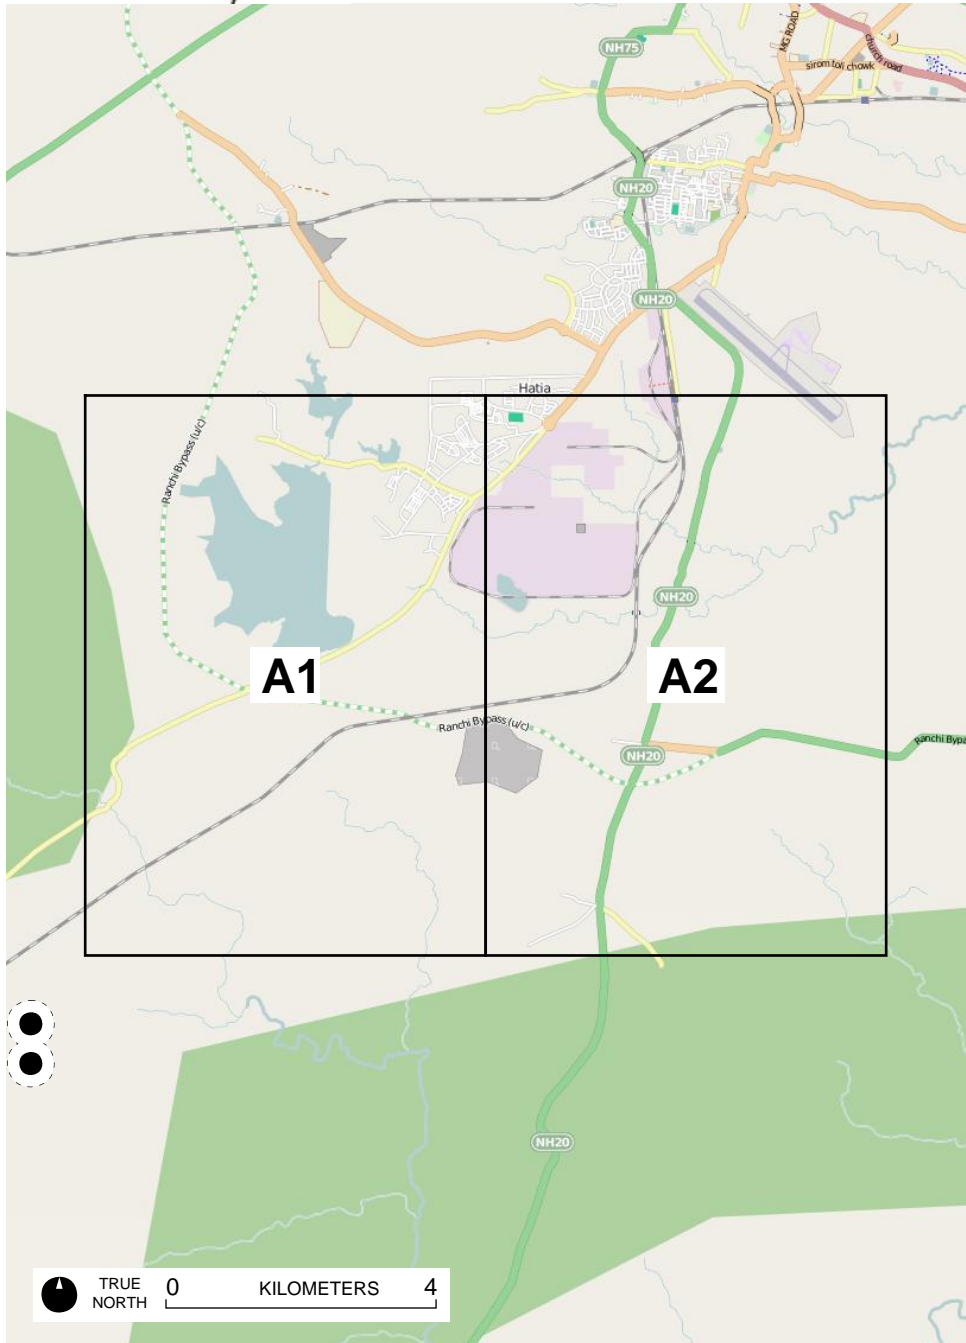 NH75
MG ROAD
church road
sirom toli chowk
NH20
NH20
Hatia
Ranchi Bypass (u/c)
NH20
A1
A2
Ranchi Bypass (u/c)
NH20
Ranchi Bypa
NH20
TRUE NORTH
0 KILOMETERS 4